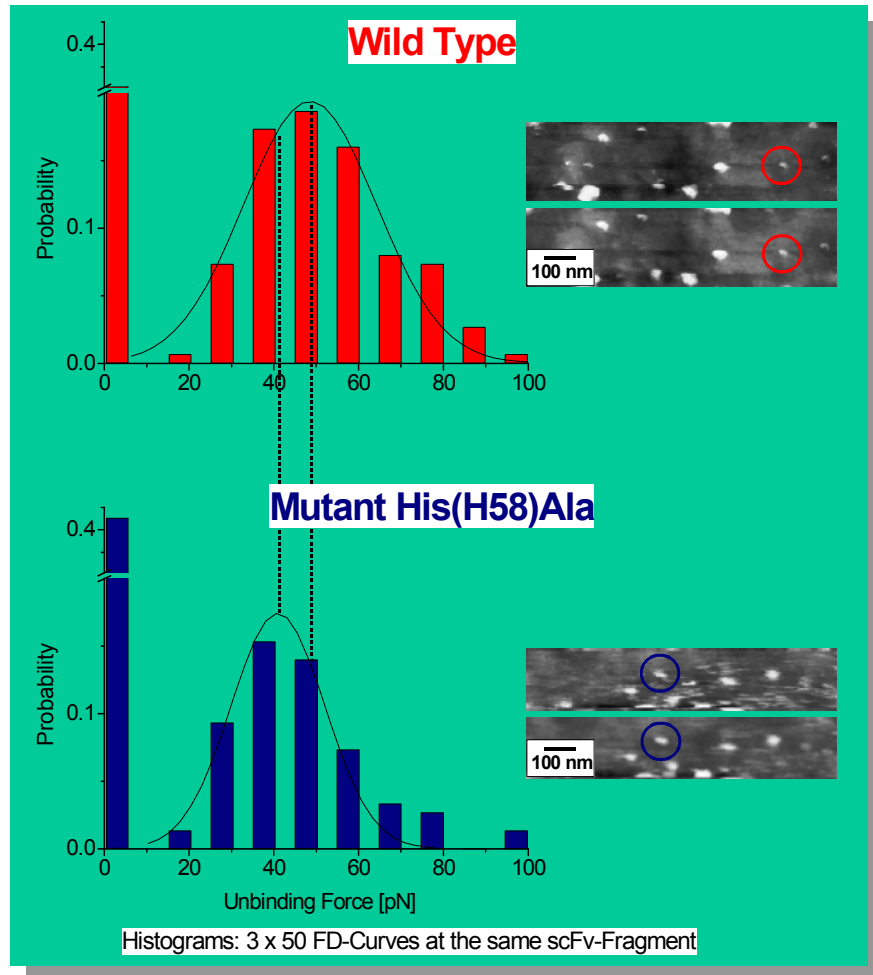 Wild Type
0.4
0.1
0.0
Probability
0 20 40 60 80 100
100 nm
Mutant His(H58)Ala
0.4
0.1
0.0
Probability
0 20 40 60 80 100
Unbinding Force [pN]
100 nm
Histograms: 3 x 50 FD-Curves at the same scFv-Fragment